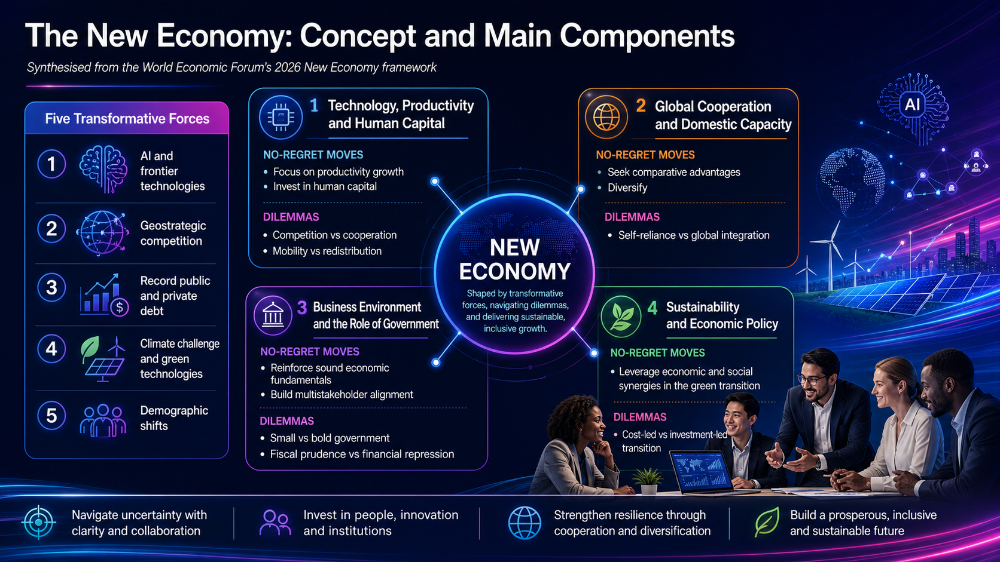 The New Economy: Concept and Main Components
Synthesised from the World Economic Forum's 2026 New Economy framework
Five Transformative Forces
1
AI and
frontier
technologies
2
Geostrategic
competition
3
Record public
and private
debt
$
4
Climate challenge
and green
technologies
5
Demographic
shifts
1
Technology, Productivity
and Human Capital
NO-REGRET MOVES
• Focus on productivity growth
• Invest in human capital
DILEMMAS
• Competition vs cooperation
• Mobility vs redistribution
2
Global Cooperation
and Domestic Capacity
NO-REGRET MOVES
• Seek comparative advantages
• Diversify
DILEMMAS
• Self-reliance vs global integration
NEW
ECONOMY
Shaped by transformative
forces, navigating dilemmas,
and delivering sustainable,
inclusive growth.
3
Business Environment
and the Role of Government
NO-REGRET MOVES
• Reinforce sound economic
fundamentals
• Build multistakeholder alignment
DILEMMAS
• Small vs bold government
• Fiscal prudence vs financial repression
4
Sustainability
and Economic Policy
NO-REGRET MOVES
• Leverage economic and social
synergies in the green transition
DILEMMAS
• Cost-led vs investment-led
transition
AI
Navigate uncertainty with
clarity and collaboration
Invest in people, innovation
and institutions
Strengthen resilience through
cooperation and diversification
Build a prosperous, inclusive
and sustainable future